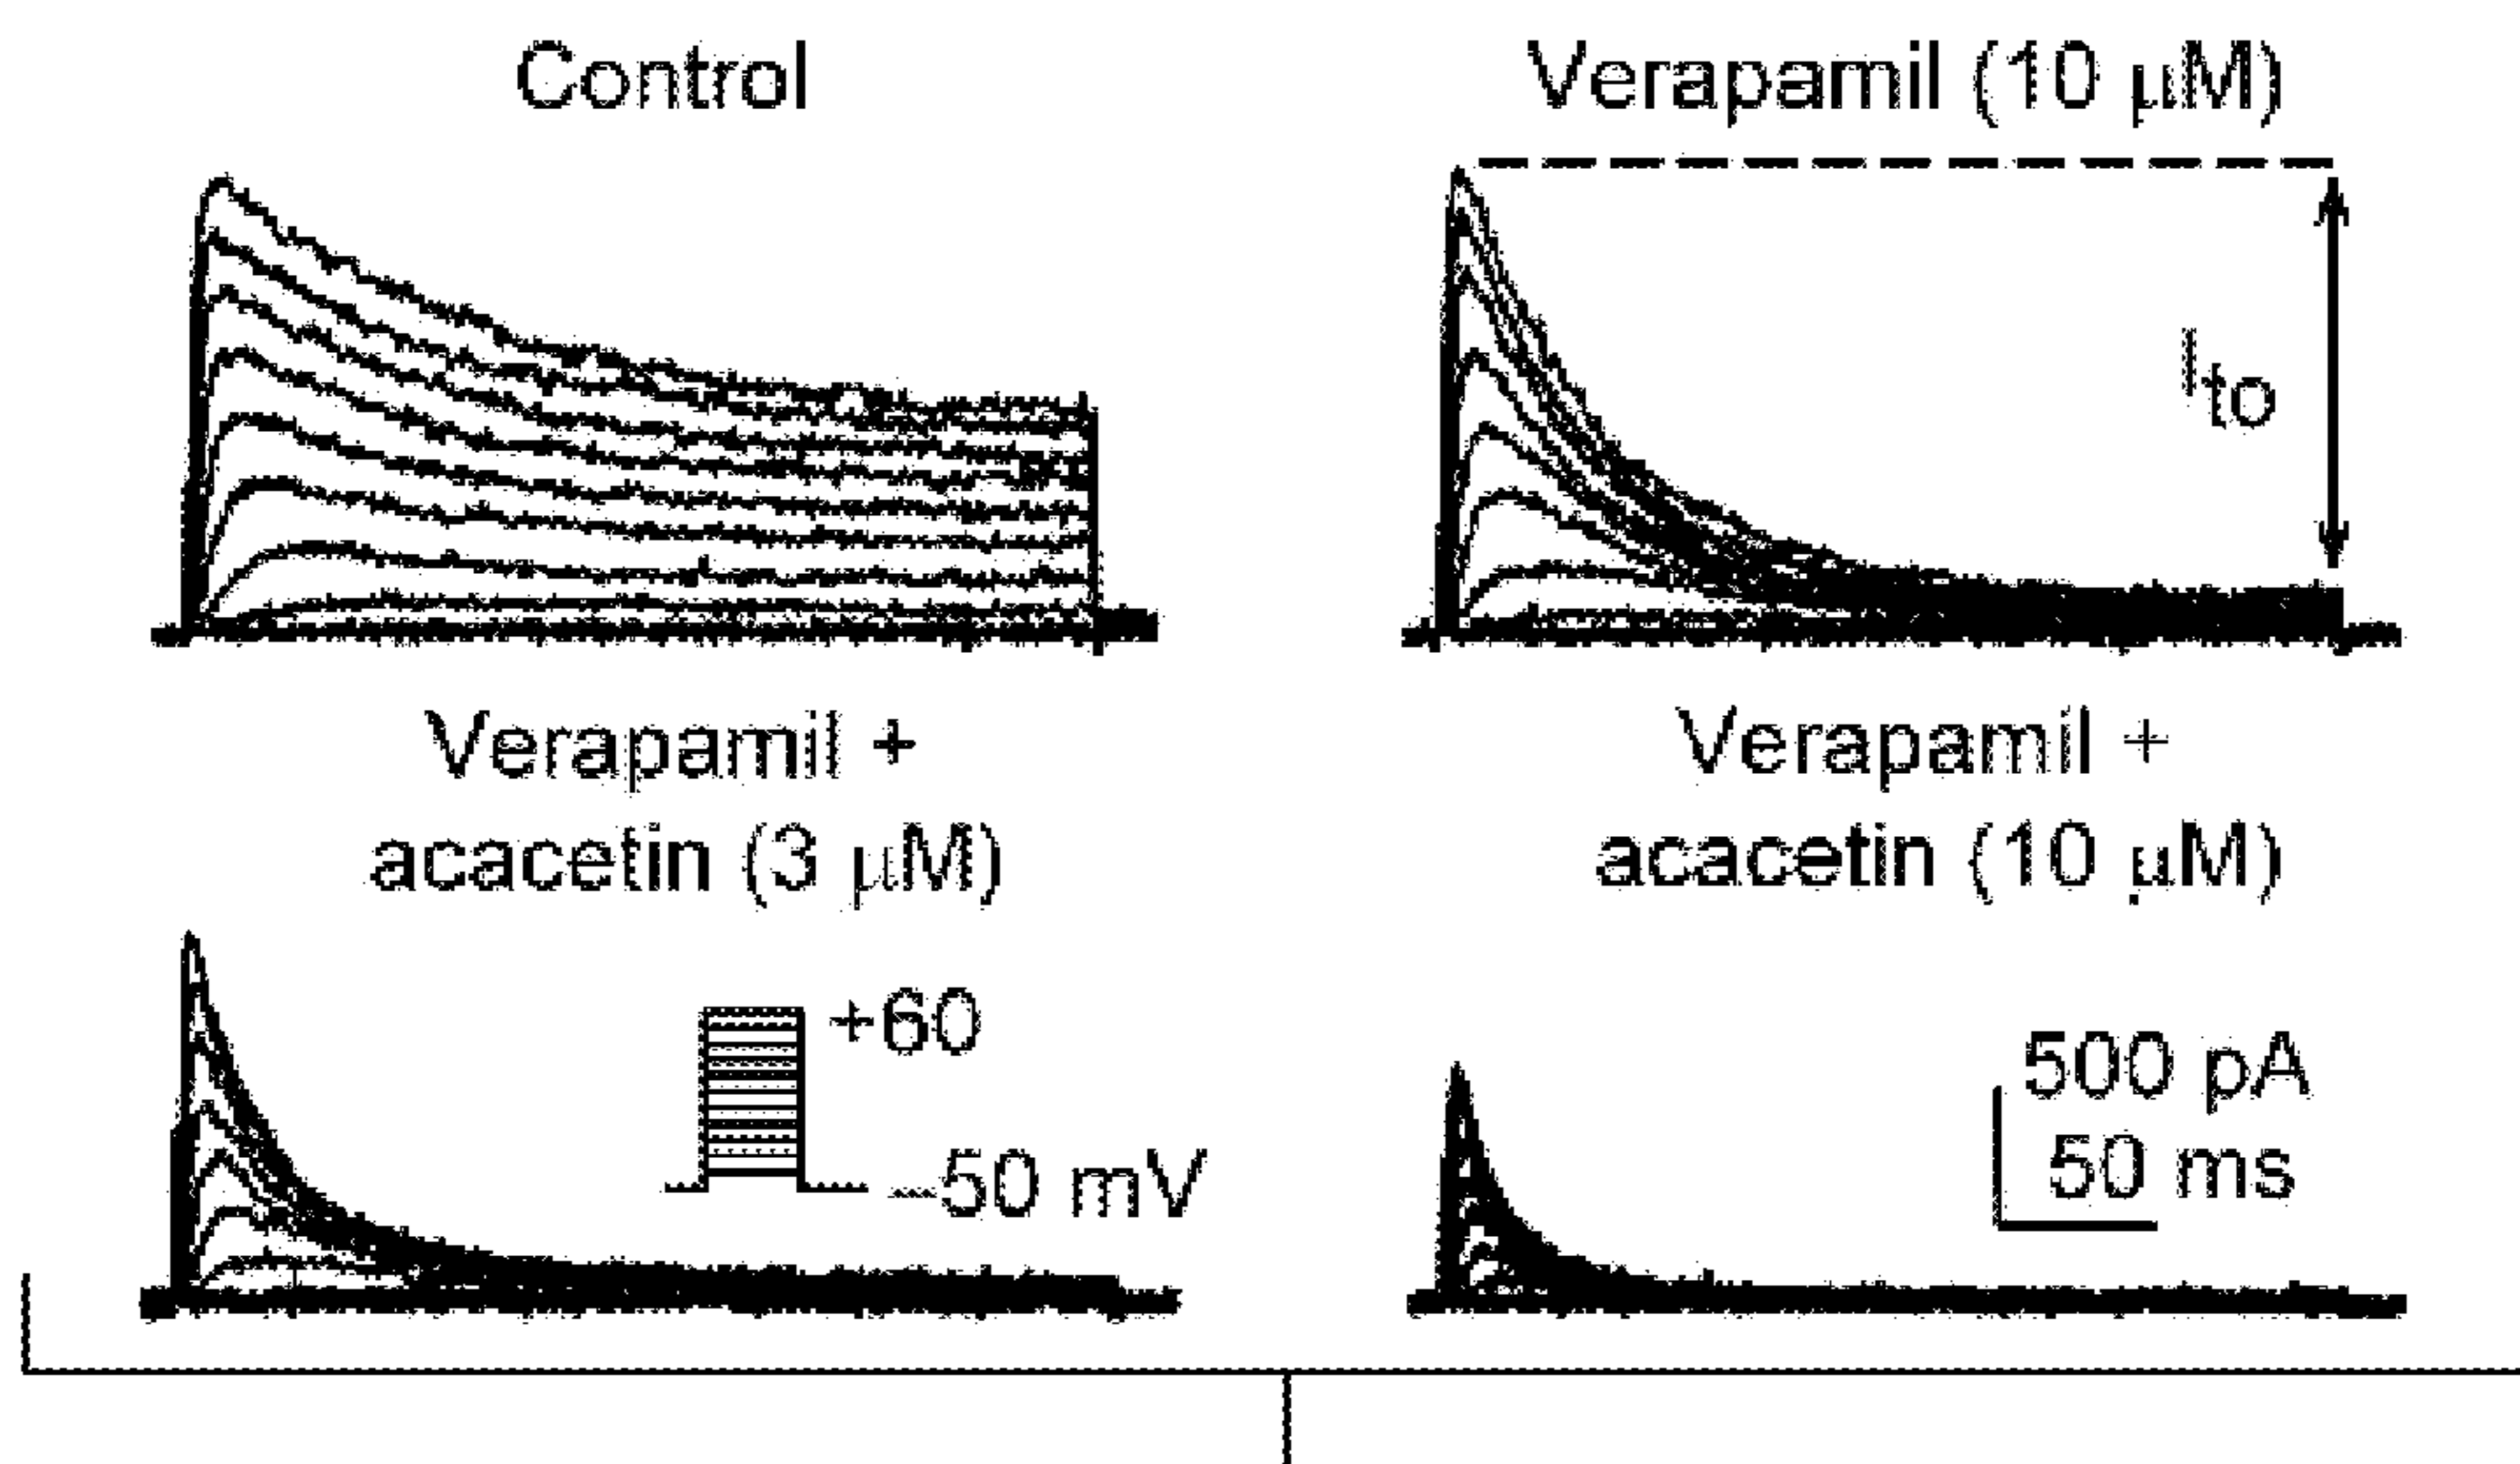 Control
Verapamil (10 µM)
Ito
Verapamil +
acacetin (3 µM)
Verapamil +
acacetin (10 µM)
+60
−50 mV
500 pA
50 ms